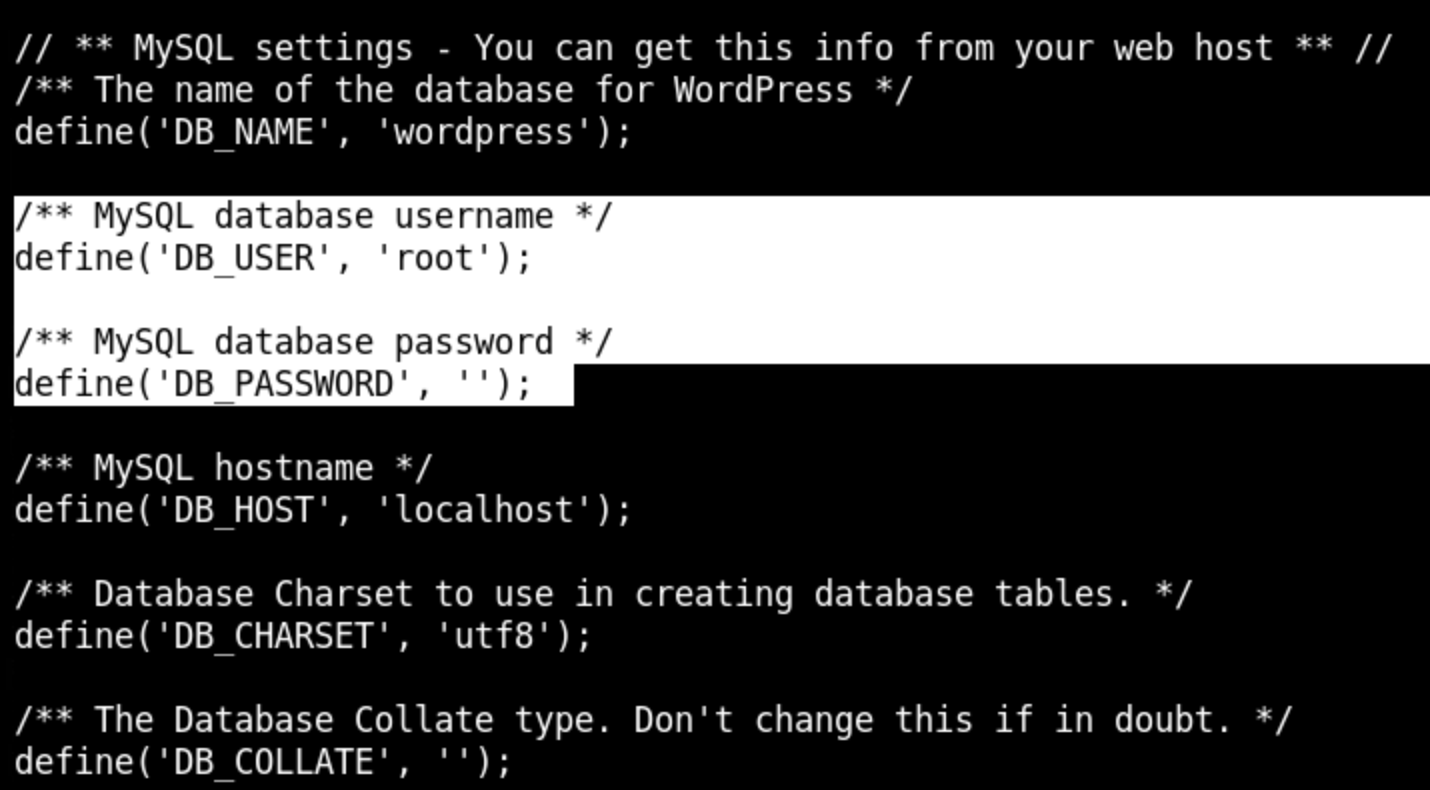 // ** MySQL settings - You can get this info from your web host ** //
/** The name of the database for WordPress */
define('DB_NAME', 'wordpress');
/** MySQL database username */
define('DB_USER', 'root');
/** MySQL database password */
define('DB_PASSWORD', '');
/** MySQL hostname */
define('DB_HOST', 'localhost');
/** Database Charset to use in creating database tables. */
define('DB_CHARSET', 'utf8');
/** The Database Collate type. Don't change this if in doubt. */
define('DB_COLLATE', '');